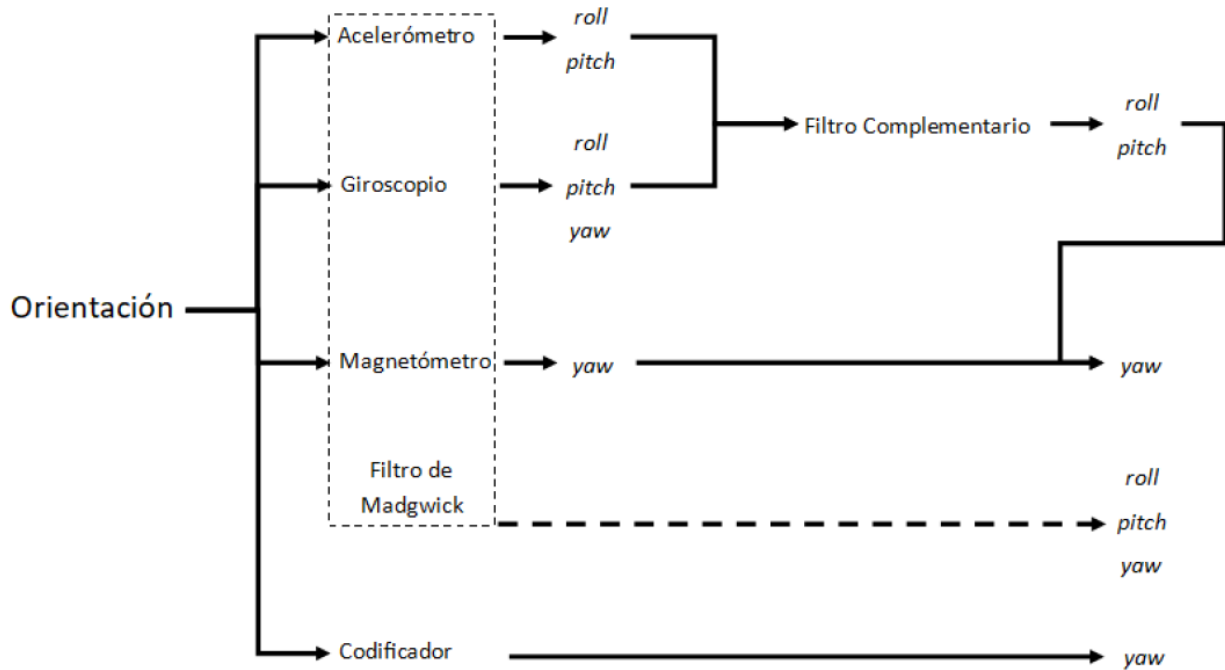 Acelerómetro
roll
pitch
roll
pitch
Filtro Complementario
roll
pitch
yaw
Giroscopio
Orientación
Magnetómetro
yaw
yaw
Filtro de
Madgwick
roll
pitch
yaw
Codificador
yaw